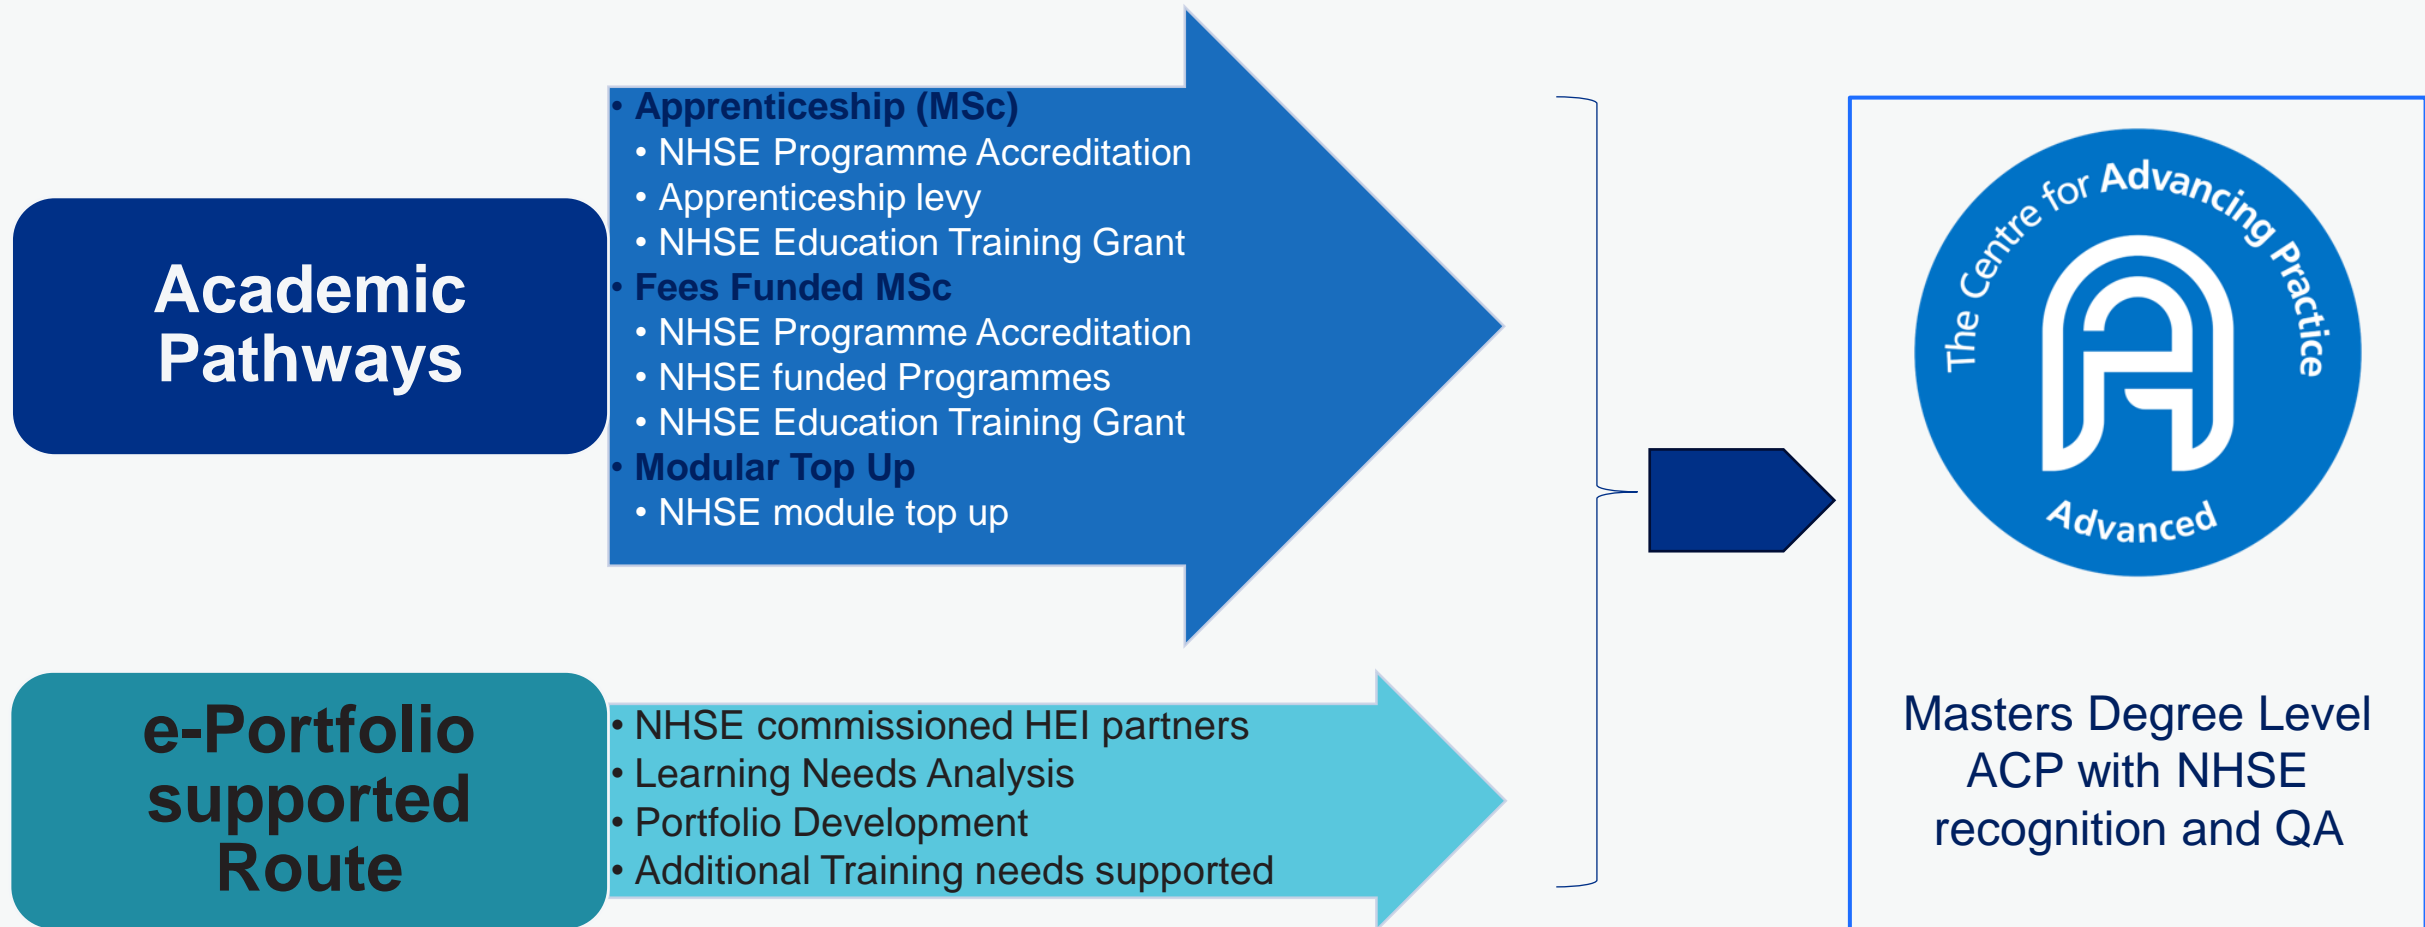 Academic
Pathways
• Apprenticeship (MSc)
• NHSE Programme Accreditation
• Apprenticeship levy
• NHSE Education Training Grant
• Fees Funded MSc
• NHSE Programme Accreditation
• NHSE funded Programmes
• NHSE Education Training Grant
• Modular Top Up
• NHSE module top up
e-Portfolio
supported
Route
• NHSE commissioned HEI partners
• Learning Needs Analysis
• Portfolio Development
• Additional Training needs supported
The Centre for Advancing Practice
Advanced
Masters Degree Level
ACP with NHSE
recognition and QA